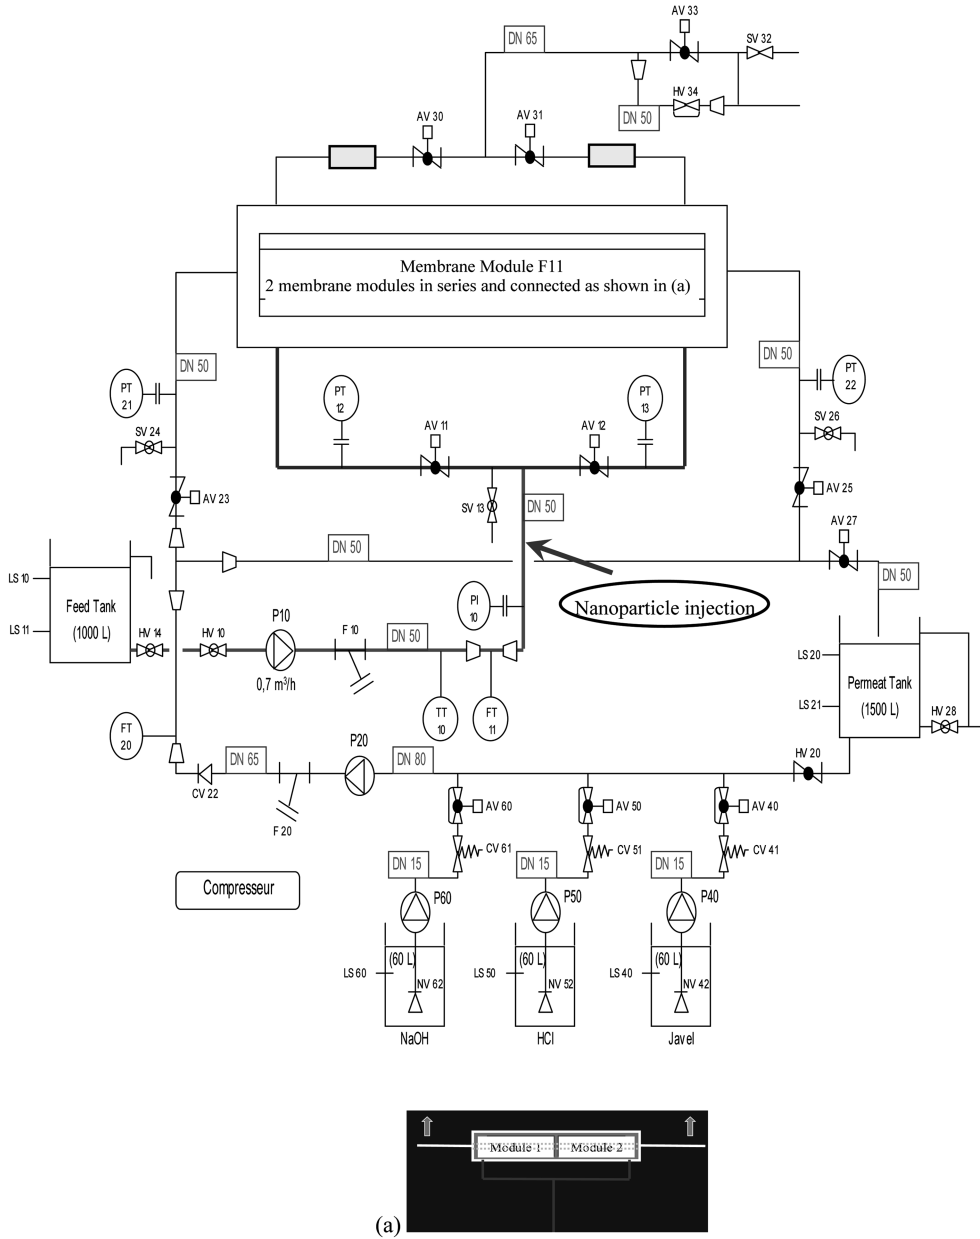 AV 33
DN 65
SV 32
HV 34
DN 50
AV 30
AV 31
Membrane Module F11
2 membrane modules in series and connected as shown in (a)
DN 50
DN 50
PT
21
PT
12
PT
13
PT
22
SV 24
AV 11
AV 12
SV 26
AV 23
SV 13
DN 50
AV 25
AV 27
DN 50
DN 50
LS 10
Feed Tank
(1000 L)
LS 11
HV 14
HV 10
P10
0,7 m³/h
F 10
DN 50
PI
10
Nanoparticle injection
TT
10
FT
11
LS 20
LS 21
Permeat Tank
(1500 L)
HV 28
FT
20
CV 22
DN 65
F 20
P20
DN 80
HV 20
AV 60
AV 50
AV 40
CV 61
CV 51
CV 41
DN 15
DN 15
DN 15
Compresseur
P60
P50
P40
(60 L)
(60 L)
(60 L)
LS 60
NV 62
LS 50
NV 52
LS 40
NV 42
NaOH
HCl
Javel
Module 1
Module 2
(a)